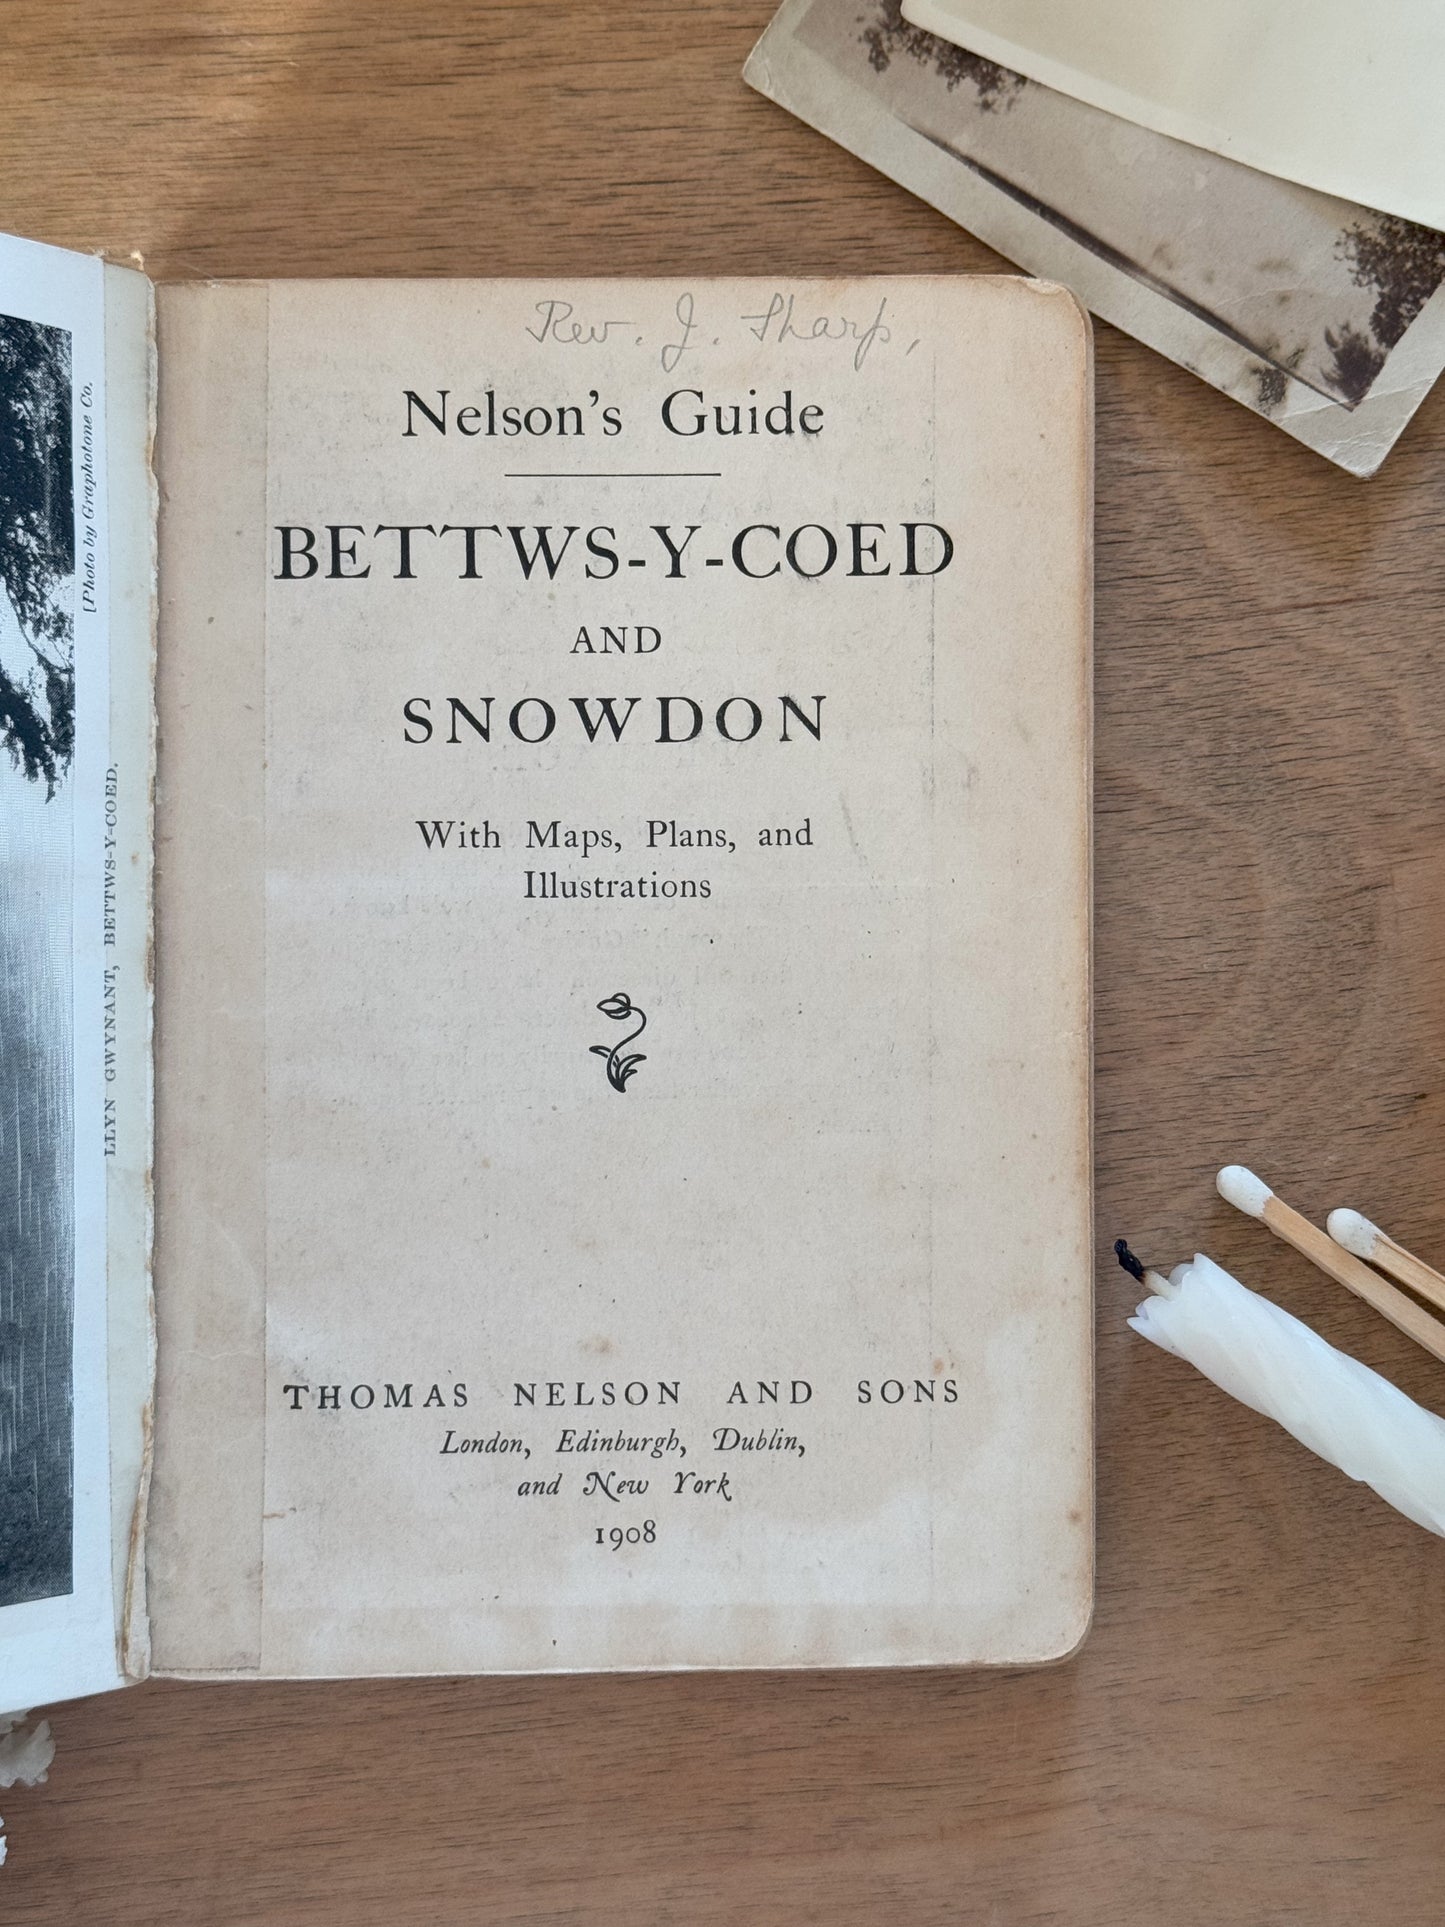 [Photo by Graphotone Co.
LLYN GWYNANT, BETTWS-Y-COED.
Rev. J. Sharp,
Nelson's Guide
BETTWS-Y-COED
AND
SNOWDON
With Maps, Plans, and
Illustrations
THOMAS NELSON AND SONS
London, Edinburgh, Dublin,
and New York
1908